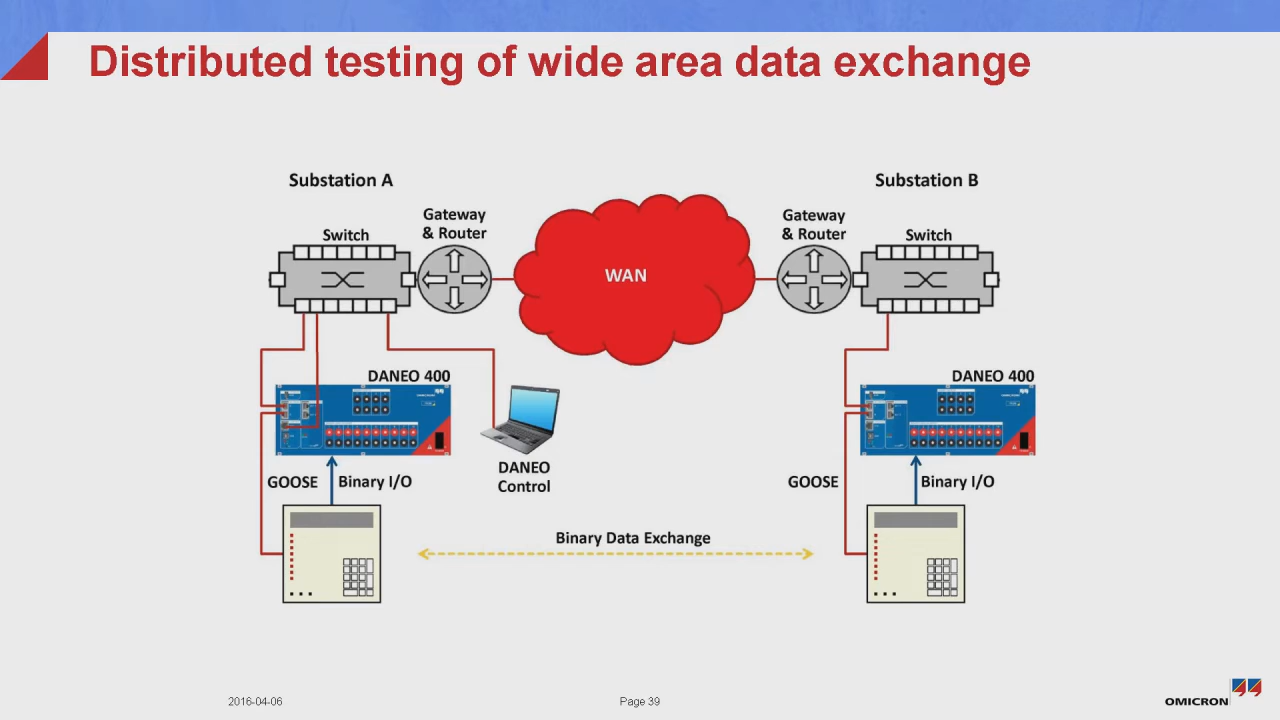 Distributed testing of wide area data exchange
Substation A
Substation B
Gateway
& Router
Switch
WAN
Gateway
& Router
Switch
DANEO 400
DANEO 400
GOOSE
Binary I/O
DANEO
Control
GOOSE
Binary I/O
Binary Data Exchange
2016-04-06
Page 39
OMICRON